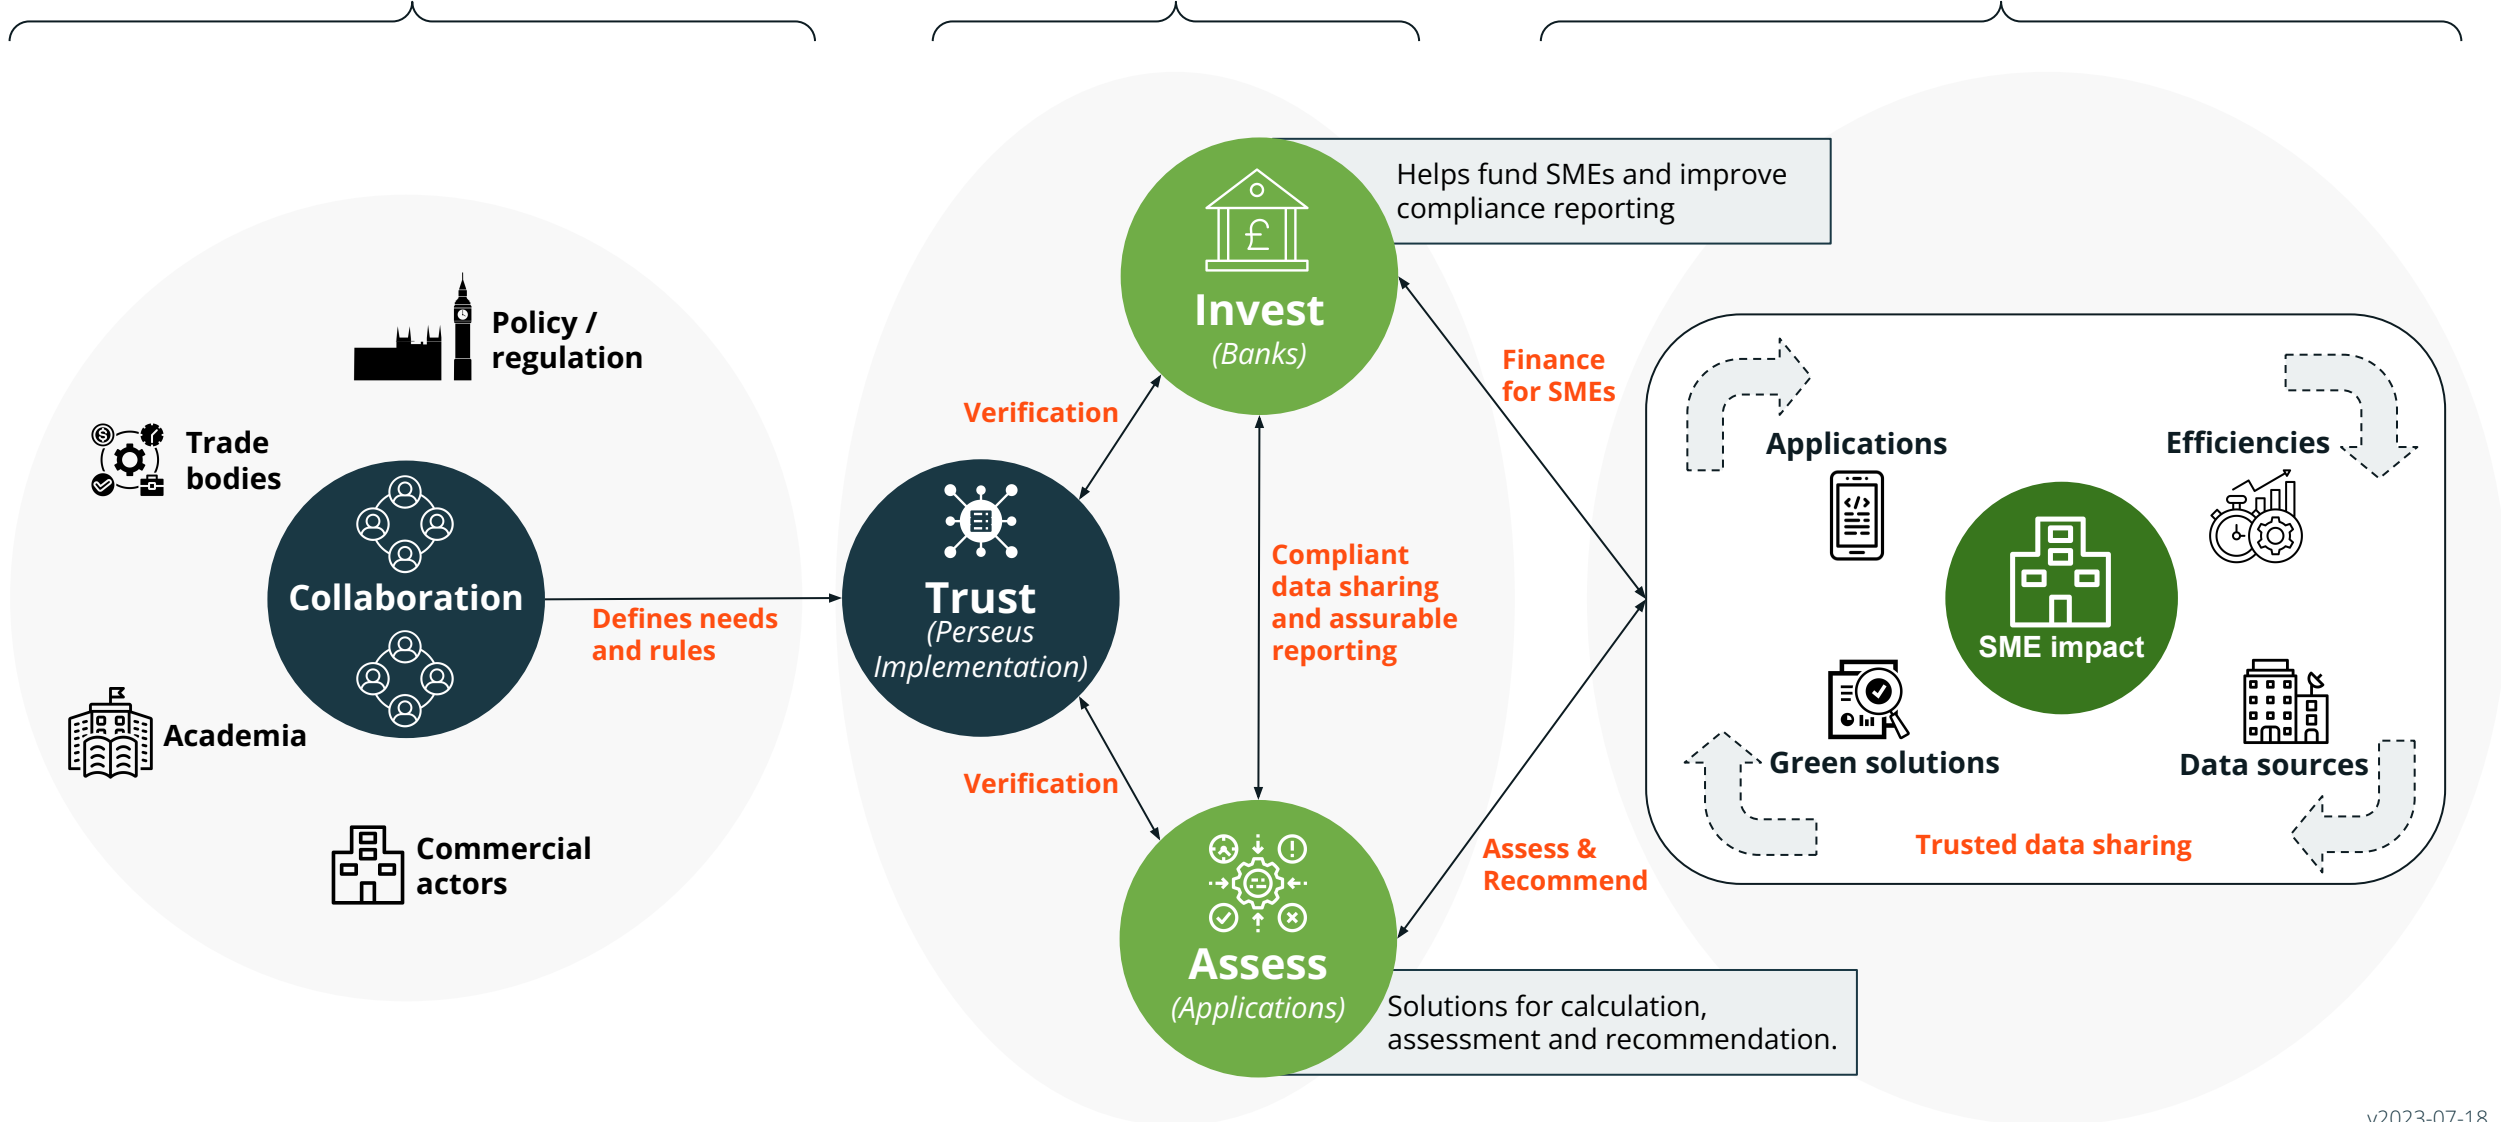 Policy /
regulation
Trade
bodies
Collaboration
Academia
Commercial
actors
Defines needs
and rules
Verification
Trust
(Perseus
Implementation)
Verification
£
Invest
(Banks)
Helps fund SMEs and improve
compliance reporting
Compliant
data sharing
and assurable
reporting
Assess
(Applications)
Solutions for calculation,
assessment and recommendation.
Finance
for SMEs
Assess &
Recommend
Applications
Efficiencies
SME impact
Green solutions
Data sources
Trusted data sharing
v2023-07-18